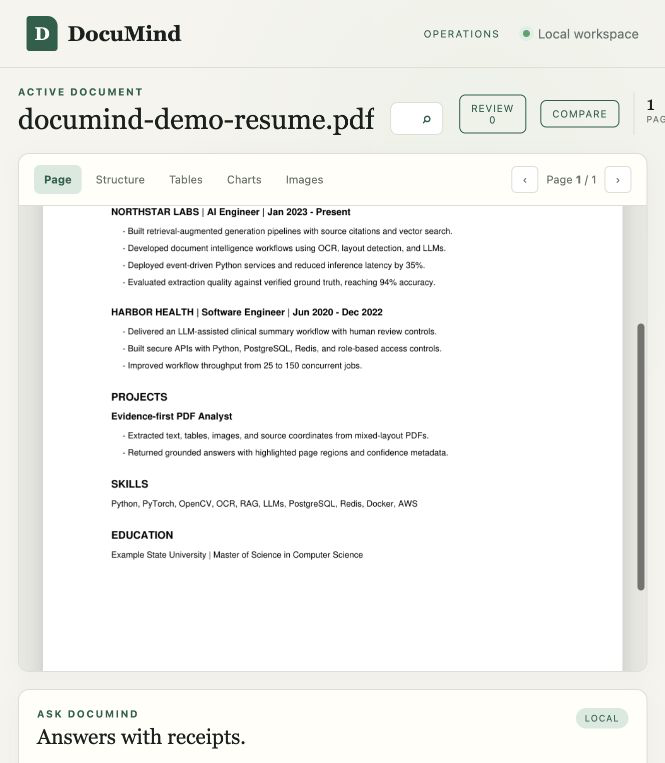 D DocuMind
OPERATIONS Local workspace
ACTIVE DOCUMENT
documind-demo-resume.pdf
REVIEW
0
COMPARE
1
PAG
Page Structure Tables Charts Images
‹ Page 1 / 1 ›
NORTHSTAR LABS | AI Engineer | Jan 2023 - Present
- Built retrieval-augmented generation pipelines with source citations and vector search.
- Developed document intelligence workflows using OCR, layout detection, and LLMs.
- Deployed event-driven Python services and reduced inference latency by 35%.
- Evaluated extraction quality against verified ground truth, reaching 94% accuracy.
HARBOR HEALTH | Software Engineer | Jun 2020 - Dec 2022
- Delivered an LLM-assisted clinical summary workflow with human review controls.
- Built secure APIs with Python, PostgreSQL, Redis, and role-based access controls.
- Improved workflow throughput from 25 to 150 concurrent jobs.
PROJECTS
Evidence-first PDF Analyst
- Extracted text, tables, images, and source coordinates from mixed-layout PDFs.
- Returned grounded answers with highlighted page regions and confidence metadata.
SKILLS
Python, PyTorch, OpenCV, OCR, RAG, LLMs, PostgreSQL, Redis, Docker, AWS
EDUCATION
Example State University | Master of Science in Computer Science
ASK DOCUMIND
LOCAL
Answers with receipts.